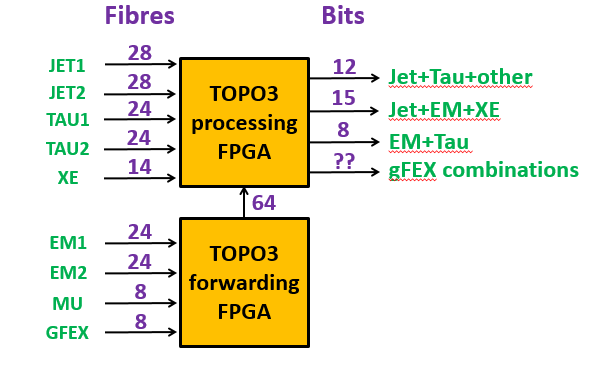 Fibres
Bits
JET1 28
JET2 28
TAU1 24
TAU2 24
XE 14
TOPO3
processing
FPGA
12 Jet+Tau+other
15 Jet+EM+XE
8 EM+Tau
?? gFEX combinations
64
EM1 24
EM2 24
MU 8
GFEX 8
TOPO3
forwarding
FPGA